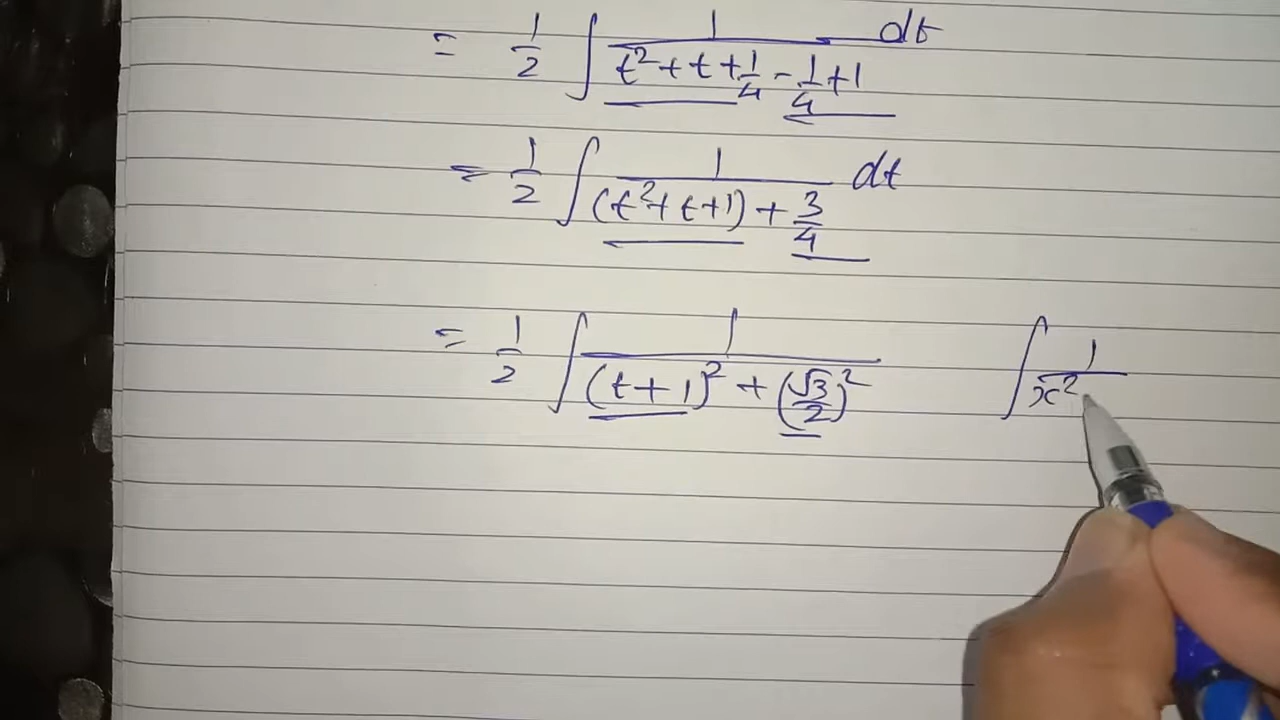 = 1/2 ∫ 1/(t² + t + 1/4 - 1/4 + 1) dt
= 1/2 ∫ 1/((t² + t + 1) + 3/4) dt
= 1/2 ∫ 1/((t + 1)² + (√3/2)²) ∫ 1/x²